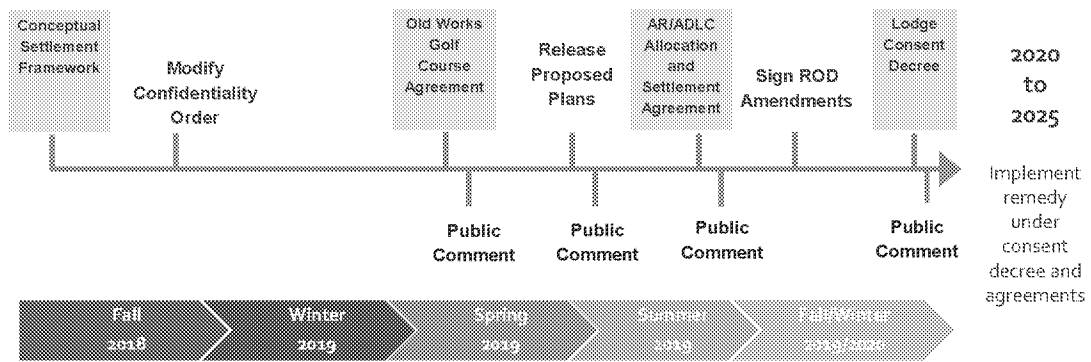 Conceptual
Settlement
Framework
Modify
Confidentiality
Order
Old Works
Golf
Course
Agreement
Release
Proposed
Plans
AR/ADLC
Allocation
and
Settlement
Agreement
Sign ROD
Amendments
Lodge
Consent
Decree
2020
to
2025
Implement
remedy
under
consent
decree and
agreements
Public
Comment
Public
Comment
Public
Comment
Public
Comment
Fall
2018
Winter
2019
Spring
2019
Summer
2019
Fall/Winter
2019/2020